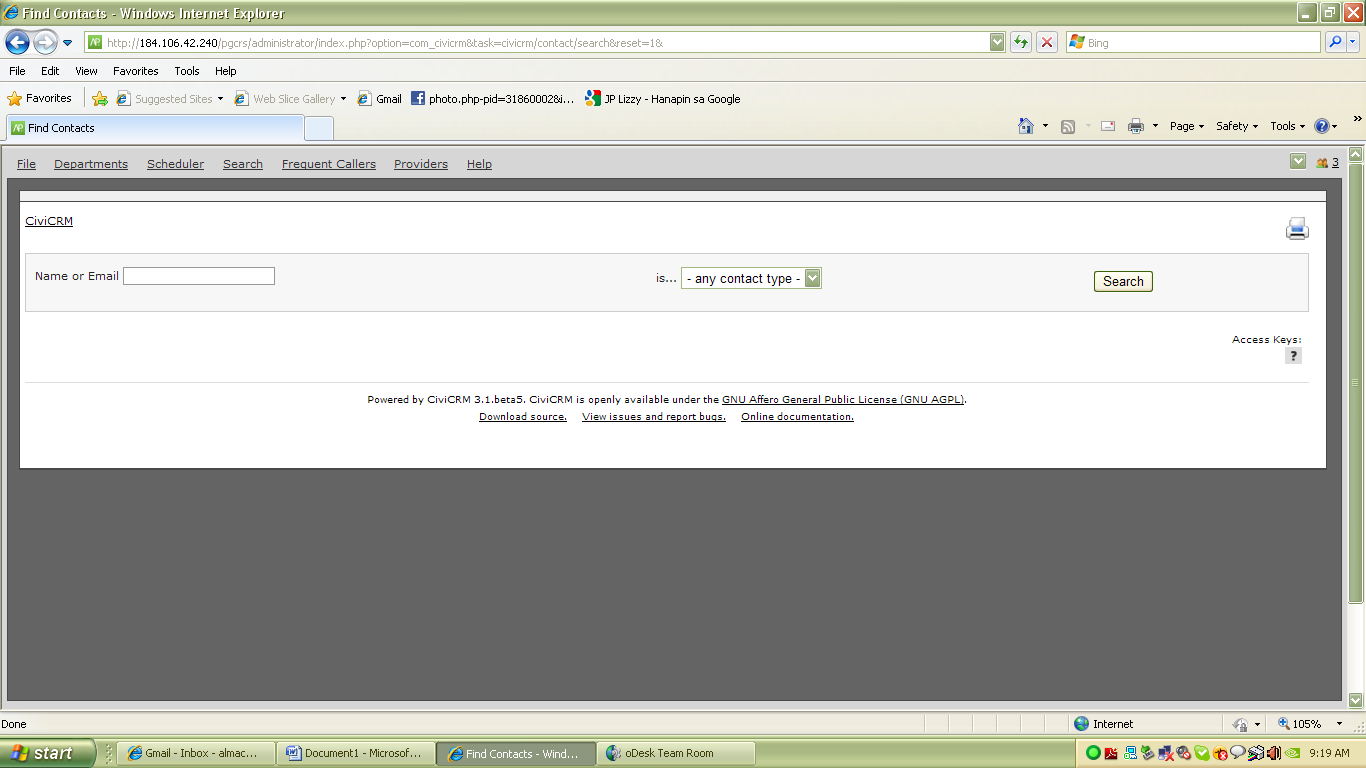 Find Contacts - Windows Internet Explorer
http://184.106.42.240/pgcrs/administrator/index.php?option=com_civicrm&task=civicrm/contact/search&reset=1& Bing
File Edit View Favorites Tools Help
Favorites Suggested Sites Web Slice Gallery Gmail photo.php-pid=31860002&i... JP Lizzy - Hanapin sa Google
Find Contacts Page Safety Tools
File Departments Scheduler Search Frequent Callers Providers Help 3
CiviCRM
Name or Email is... - any contact type - Search
Access Keys:
?
Powered by CiviCRM 3.1.beta5. CiviCRM is openly available under the GNU Affero General Public License (GNU AGPL).
Download source. View issues and report bugs. Online documentation.
Done Internet 105%
start Gmail - Inbox - almac... Document1 - Microsof... Find Contacts - Wind... oDesk Team Room 9:19 AM